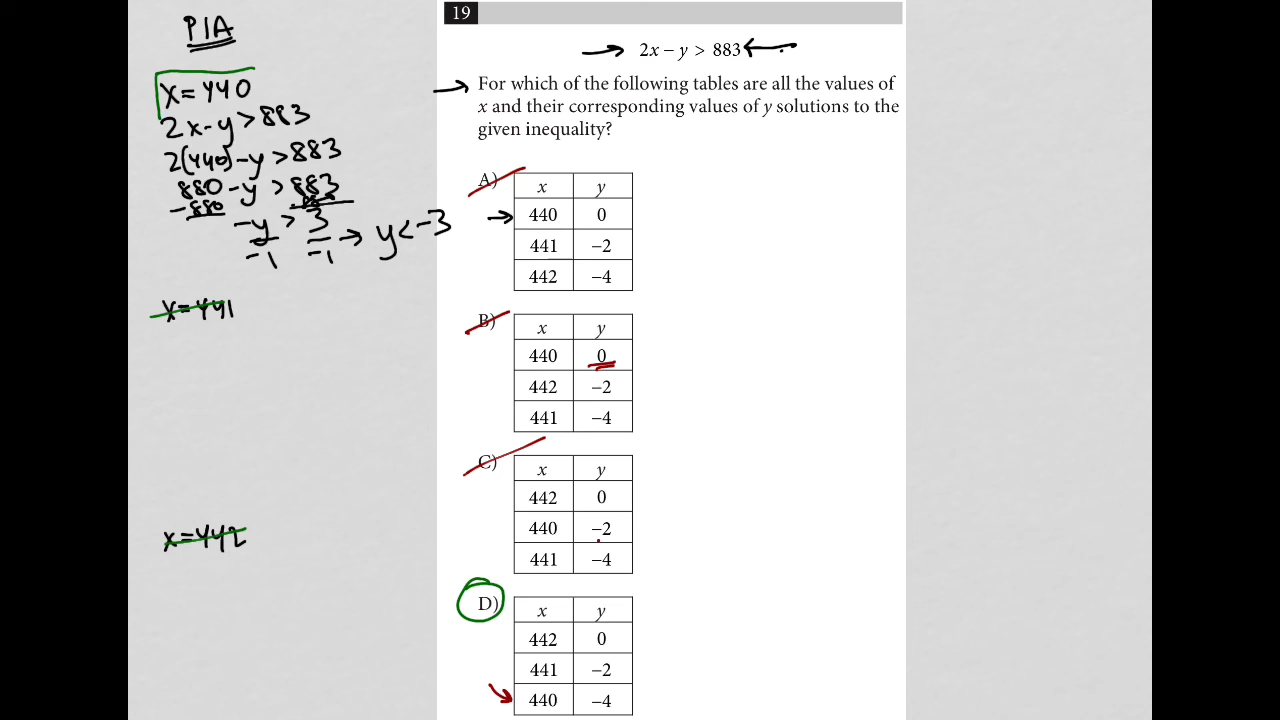 PIA
x=440
2x-y>883
2(440)-y>883
880-y>883
-880 -880
-y > 3 → y<-3
-1 -1
x=441
x=442
19
2x − y > 883
For which of the following tables are all the values of
x and their corresponding values of y solutions to the
given inequality?
A)
x y
440 0
441 −2
442 −4
B)
x y
440 0
442 −2
441 −4
C)
x y
442 0
440 −2
441 −4
D)
x y
442 0
441 −2
440 −4